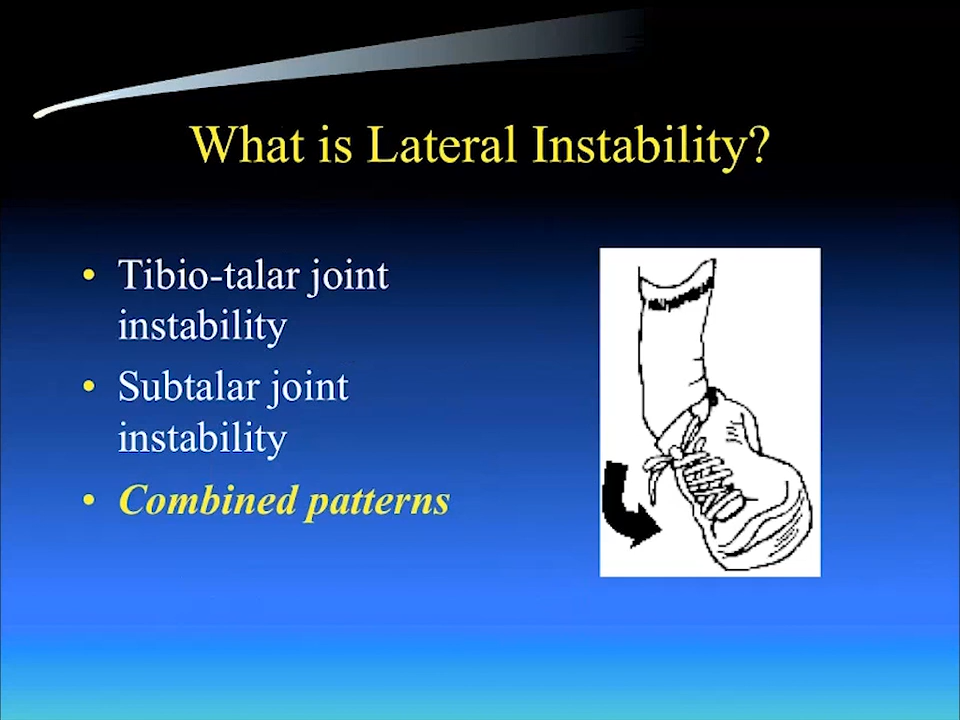 What is Lateral Instability?
• Tibio-talar joint
instability
• Subtalar joint
instability
• Combined patterns